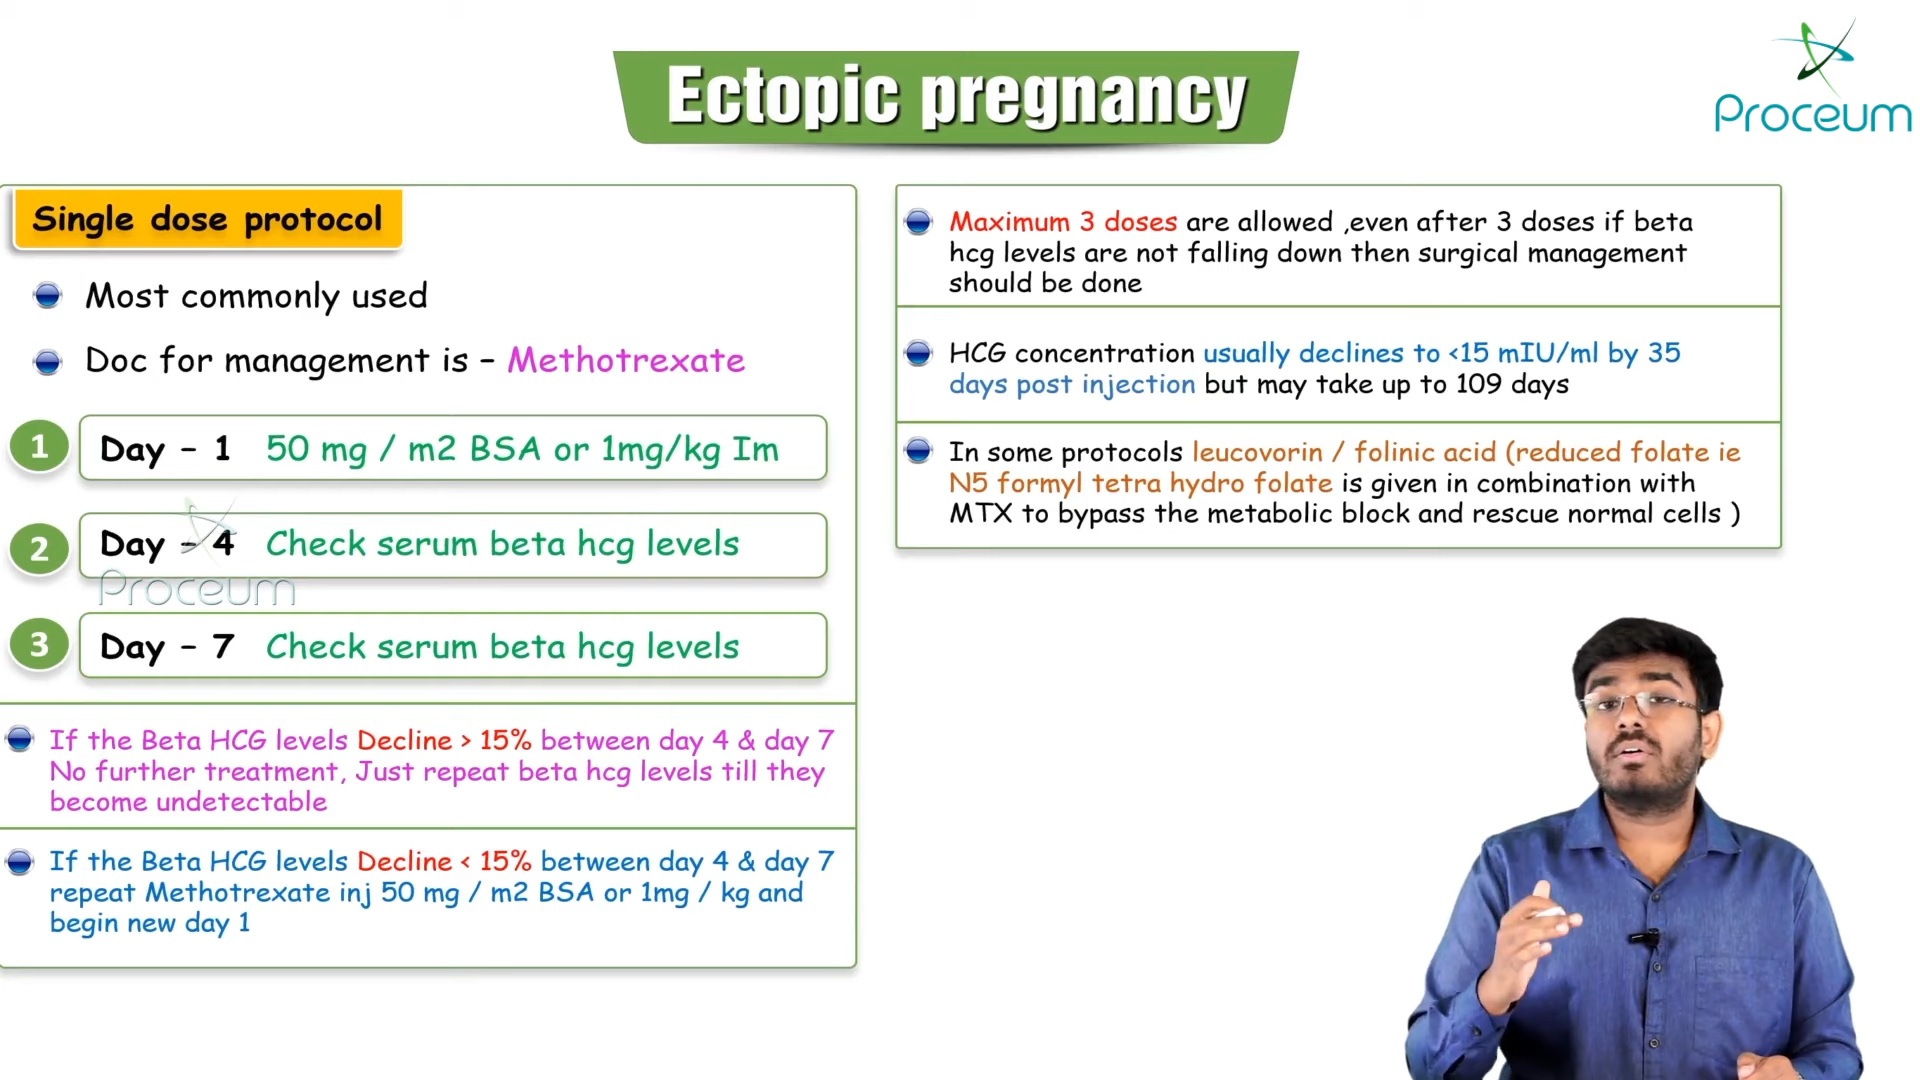 Ectopic pregnancy
Proceum
Single dose protocol
Most commonly used
Doc for management is – Methotrexate
1 Day – 1 50 mg / m2 BSA or 1mg/kg Im
2 Day – 4 Check serum beta hcg levels
Proceum
3 Day – 7 Check serum beta hcg levels
If the Beta HCG levels Decline > 15% between day 4 & day 7
No further treatment, Just repeat beta hcg levels till they
become undetectable
If the Beta HCG levels Decline < 15% between day 4 & day 7
repeat Methotrexate inj 50 mg / m2 BSA or 1mg / kg and
begin new day 1
Maximum 3 doses are allowed ,even after 3 doses if beta
hcg levels are not falling down then surgical management
should be done
HCG concentration usually declines to <15 mIU/ml by 35
days post injection but may take up to 109 days
In some protocols leucovorin / folinic acid (reduced folate ie
N5 formyl tetra hydro folate is given in combination with
MTX to bypass the metabolic block and rescue normal cells )